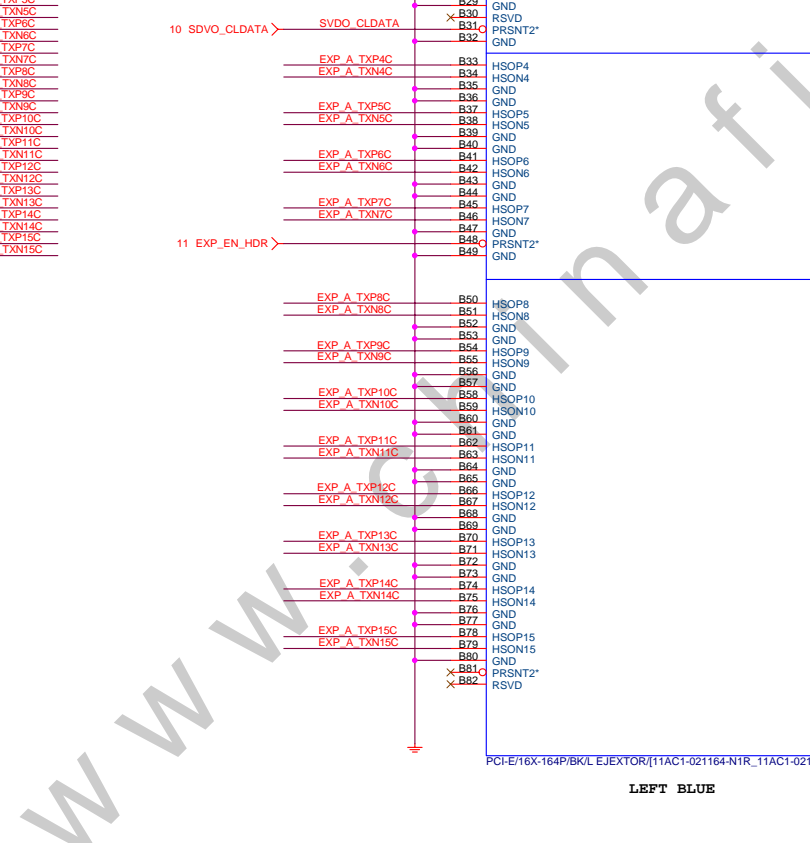 TXN5C
TXP6C
TXN6C
TXP7C
TXN7C
TXP8C
TXN8C
TXP9C
TXN9C
TXP10C
TXN10C
TXP11C
TXN11C
TXP12C
TXN12C
TXP13C
TXN13C
TXP14C
TXN14C
TXP15C
TXN15C
B29 GND
B30 RSVD
10 SDVO_CLDATA SVDO_CLDATA B31 PRSNT2*
B32 GND
EXP_A_TXP4C B33 HSOP4
EXP_A_TXN4C B34 HSON4
B35 GND
B36 GND
EXP_A_TXP5C B37 HSOP5
EXP_A_TXN5C B38 HSON5
B39 GND
B40 GND
EXP_A_TXP6C B41 HSOP6
EXP_A_TXN6C B42 HSON6
B43 GND
B44 GND
EXP_A_TXP7C B45 HSOP7
EXP_A_TXN7C B46 HSON7
B47 GND
11 EXP_EN_HDR B48 PRSNT2*
B49 GND
EXP_A_TXP8C B50 HSOP8
EXP_A_TXN8C B51 HSON8
B52 GND
B53 GND
EXP_A_TXP9C B54 HSOP9
EXP_A_TXN9C B55 HSON9
B56 GND
B57 GND
EXP_A_TXP10C B58 HSOP10
EXP_A_TXN10C B59 HSON10
B60 GND
B61 GND
EXP_A_TXP11C B62 HSOP11
EXP_A_TXN11C B63 HSON11
B64 GND
B65 GND
EXP_A_TXP12C B66 HSOP12
EXP_A_TXN12C B67 HSON12
B68 GND
B69 GND
EXP_A_TXP13C B70 HSOP13
EXP_A_TXN13C B71 HSON13
B72 GND
B73 GND
EXP_A_TXP14C B74 HSOP14
EXP_A_TXN14C B75 HSON14
B76 GND
B77 GND
EXP_A_TXP15C B78 HSOP15
EXP_A_TXN15C B79 HSON15
B80 GND
B81 PRSNT2*
B82 RSVD
PCI-E/16X-164P/BK/L EJEXTOR/[11AC1-021164-N1R_11AC1-021
LEFT BLUE
www.chinafi